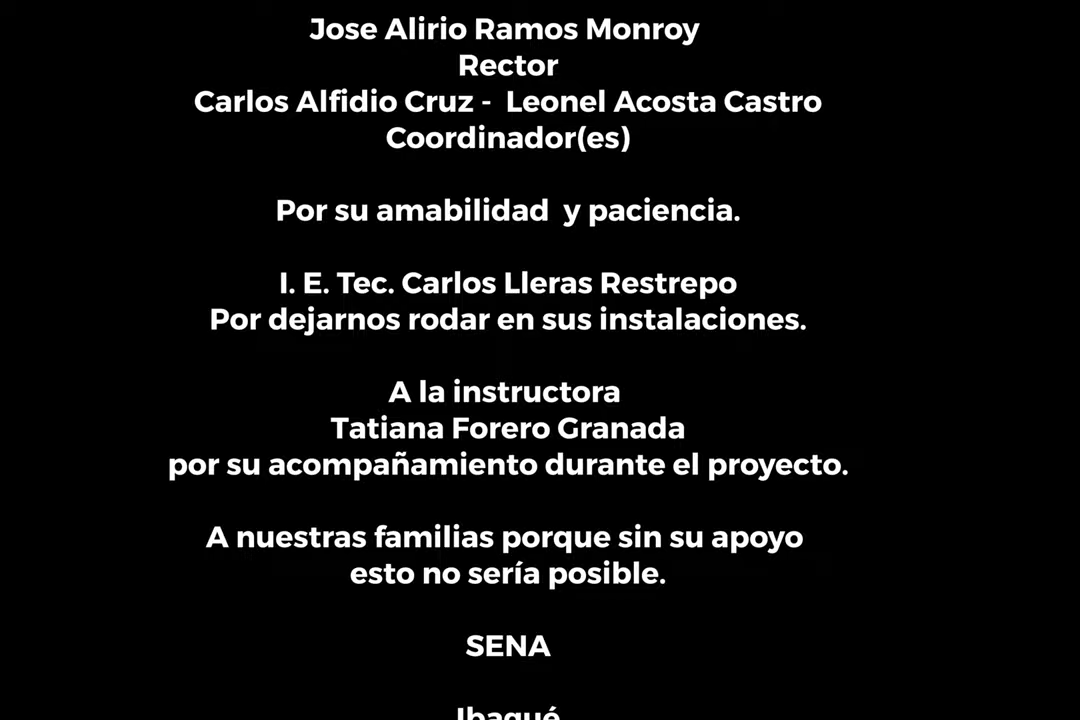 Jose Alirio Ramos Monroy
Rector
Carlos Alfidio Cruz - Leonel Acosta Castro
Coordinador(es)
Por su amabilidad y paciencia.
I. E. Tec. Carlos Lleras Restrepo
Por dejarnos rodar en sus instalaciones.
A la instructora
Tatiana Forero Granada
por su acompañamiento durante el proyecto.
A nuestras familias porque sin su apoyo
esto no sería posible.
SENA
Ibagué